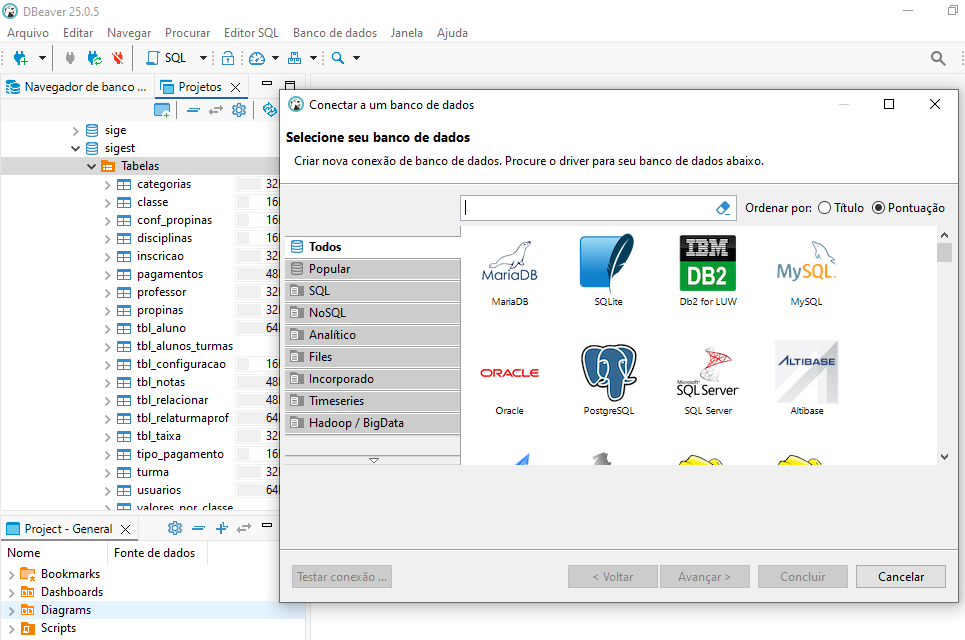 DBeaver 25.0.5
Arquivo Editar Navegar Procurar Editor SQL Banco de dados Janela Ajuda
SQL
Navegador de banco ... Projetos
sige
sigest
Tabelas
categorias 32
classe 16
conf_propinas 16
disciplinas 16
inscricao 32
pagamentos 48
professor 32
propinas 32
tbl_aluno 64
tbl_alunos_turmas
tbl_configuracao 16
tbl_notas 48
tbl_relacionar 48
tbl_relaturmaprof 64
tbl_taixa 32
tipo_pagamento 16
turma 32
usuarios 64
valores_por_classe
Project - General
Nome Fonte de dados
Bookmarks
Dashboards
Diagrams
Scripts
Conectar a um banco de dados
Selecione seu banco de dados
Criar nova conexão de banco de dados. Procure o driver para seu banco de dados abaixo.
Ordenar por: Título Pontuação
Todos
Popular
SQL
NoSQL
Analítico
Files
Incorporado
Timeseries
Hadoop / BigData
MariaDB IBM DB2 MySQL
MariaDB SQLite Db2 for LUW MySQL
ORACLE Microsoft SQL Server ALTIBASE
Oracle PostgreSQL SQL Server Altibase
Testar conexão ... < Voltar Avançar > Concluir Cancelar